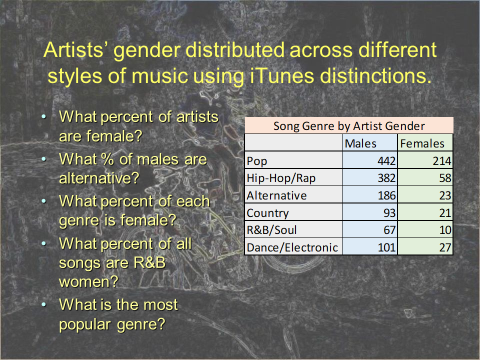 Artists' gender distributed across different
styles of music using iTunes distinctions.
• What percent of artists
are female?
• What % of males are
alternative?
• What percent of each
genre is female?
• What percent of all
songs are R&B
women?
• What is the most
popular genre?
Song Genre by Artist Gender
Males Females
Pop 442 214
Hip-Hop/Rap 382 58
Alternative 186 23
Country 93 21
R&B/Soul 67 10
Dance/Electronic 101 27